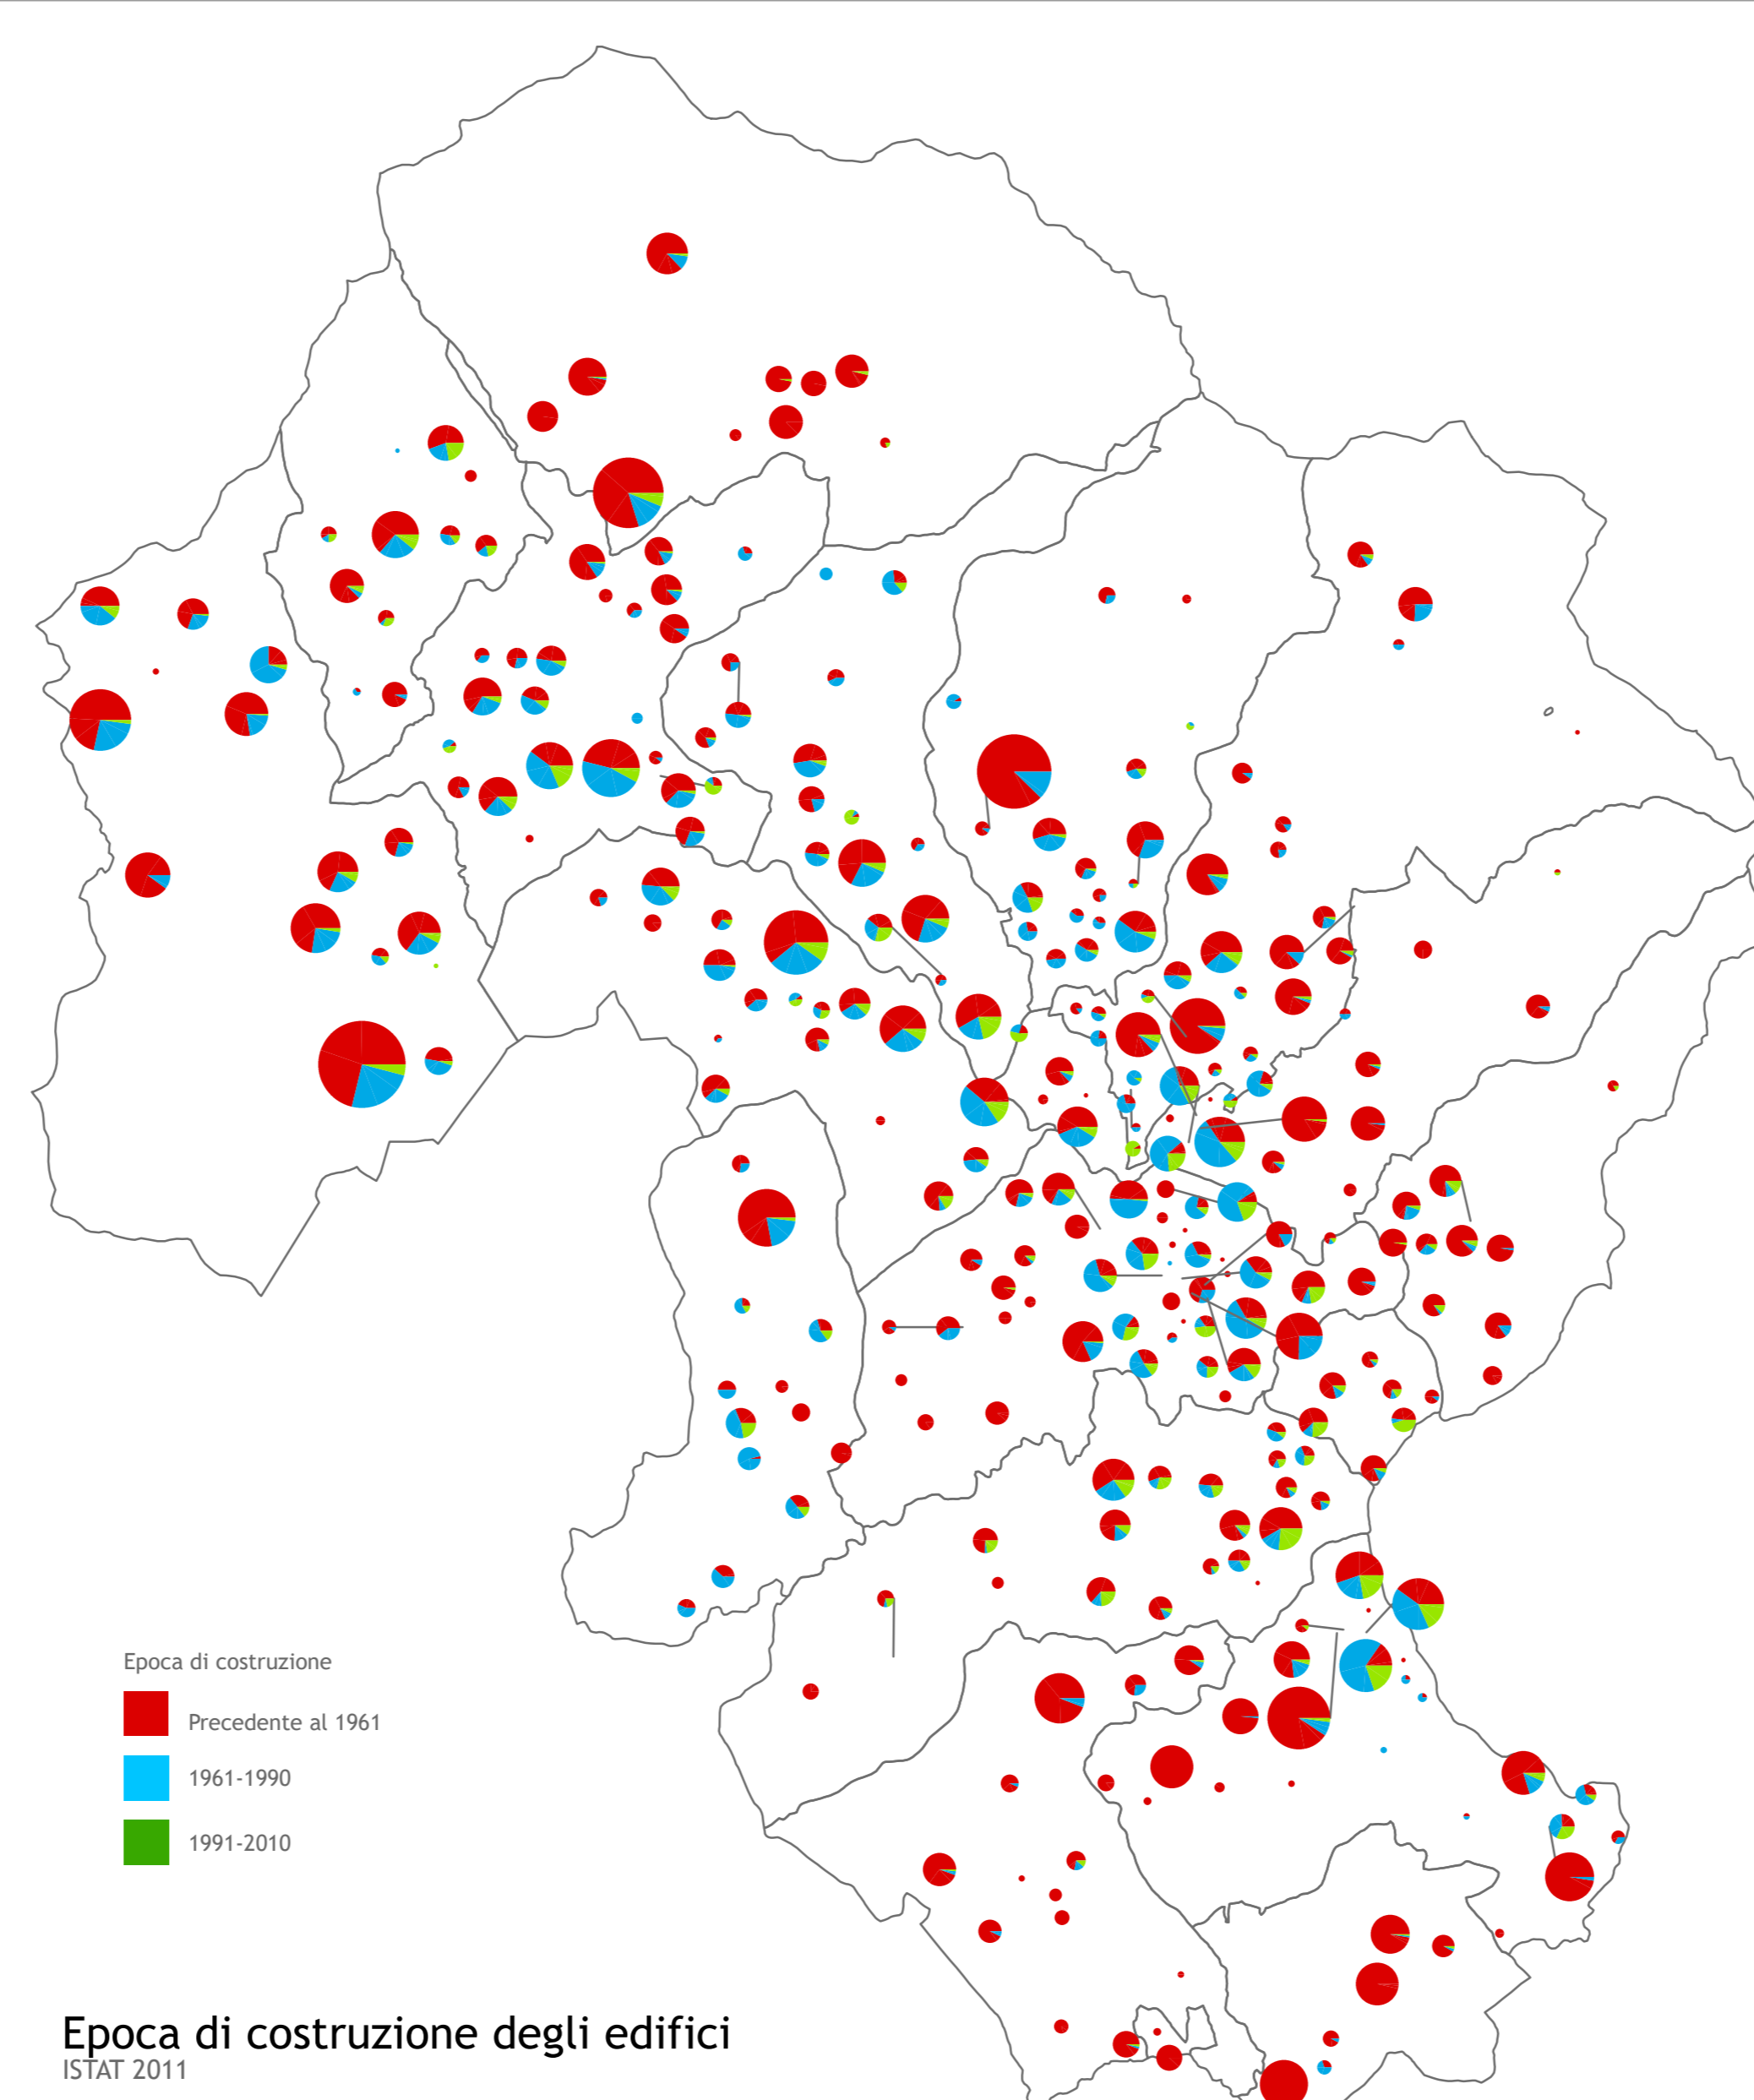 Epoca di costruzione
Precedente al 1961
1961-1990
1991-2010
Epoca di costruzione degli edifici
ISTAT 2011